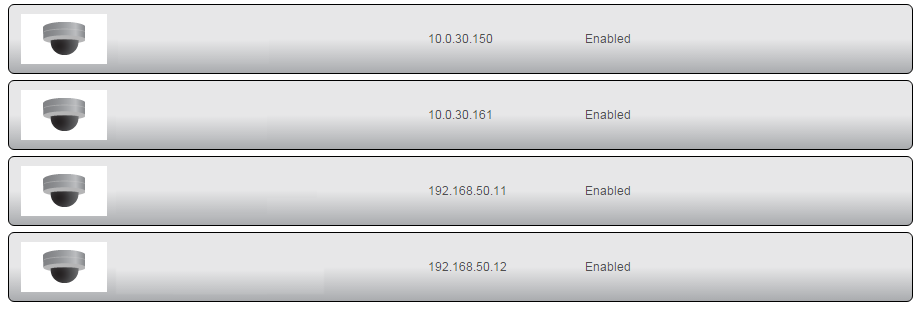 10.0.30.150 Enabled
10.0.30.161 Enabled
192.168.50.11 Enabled
192.168.50.12 Enabled